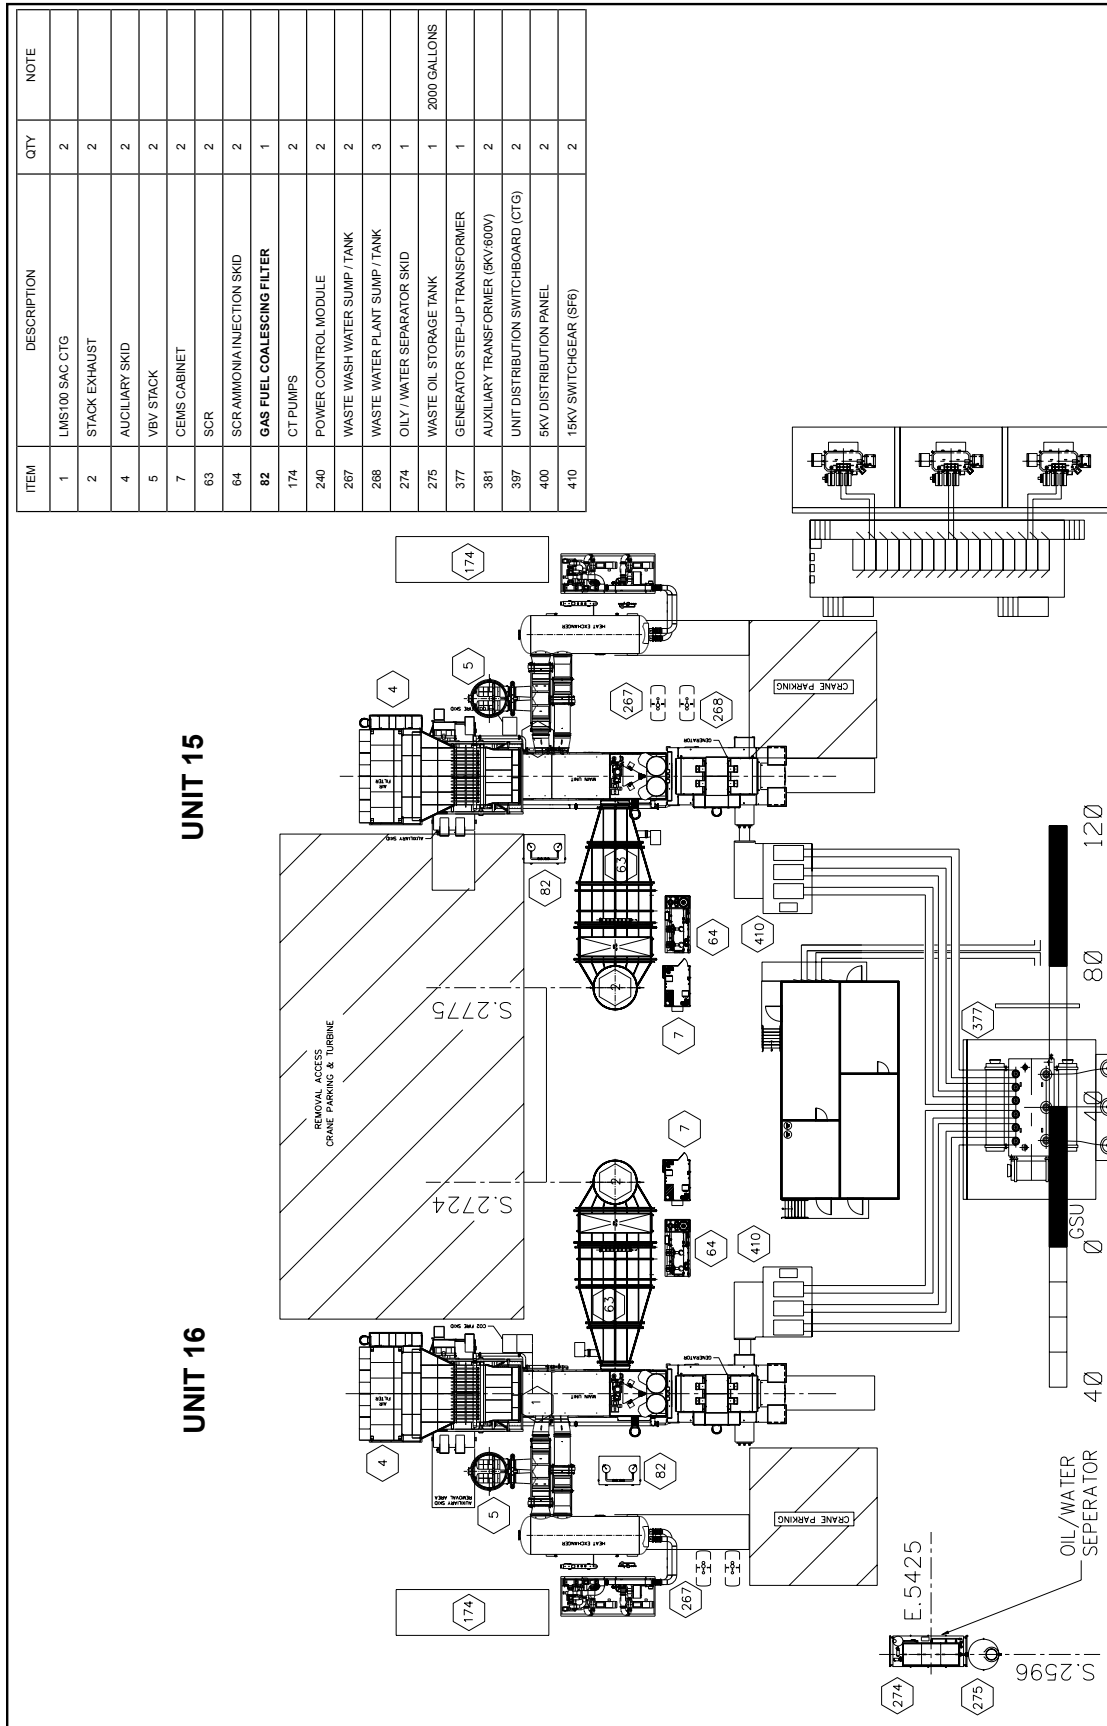 ITEM DESCRIPTION QTY NOTE
1 LMS100 SAC CTG 2
2 STACK EXHAUST 2
4 AUCILIARY SKID 2
5 VBV STACK 2
7 CEMS CABINET 2
63 SCR 2
64 SCR AMMONIA INJECTION SKID 2
82 GAS FUEL COALESCING FILTER 1
174 CT PUMPS 2
240 POWER CONTROL MODULE 2
267 WASTE WASH WATER SUMP / TANK 2
268 WASTE WATER PLANT SUMP / TANK 3
274 OILY / WATER SEPARATOR SKID 1
275 WASTE OIL STORAGE TANK 1 2000 GALLONS
377 GENERATOR STEP-UP TRANSFORMER 1
381 AUXILIARY TRANSFORMER (5KV:600V) 2
397 UNIT DISTRIBUTION SWITCHBOARD (CTG) 2
400 5KV DISTRIBUTION PANEL 2
410 15KV SWITCHGEAR (SF6) 2
UNIT 16
UNIT 15
REMOVAL ACCESS
CRANE PARKING & TURBINE
4
4
AIR
FILTER
AIR
FILTER
CO2 FIRE SKID
AUXILIARY SKID
AUXILIARY SKID
REMOVAL AREA
5
5
S.2724
S.2775
82
82
174
174
HEAT EXCHANGER
HEAT EXCHANGER
1
MAIN UNIT
MAIN UNIT
63
63
2
2
7
7
64
64
267
267
268
GENERATOR
GENERATOR
410
410
CRANE PARKING
CRANE PARKING
377
GSU
40
0
40
80
120
E.5425
274
275
S.2596
OIL/WATER
SEPERATOR